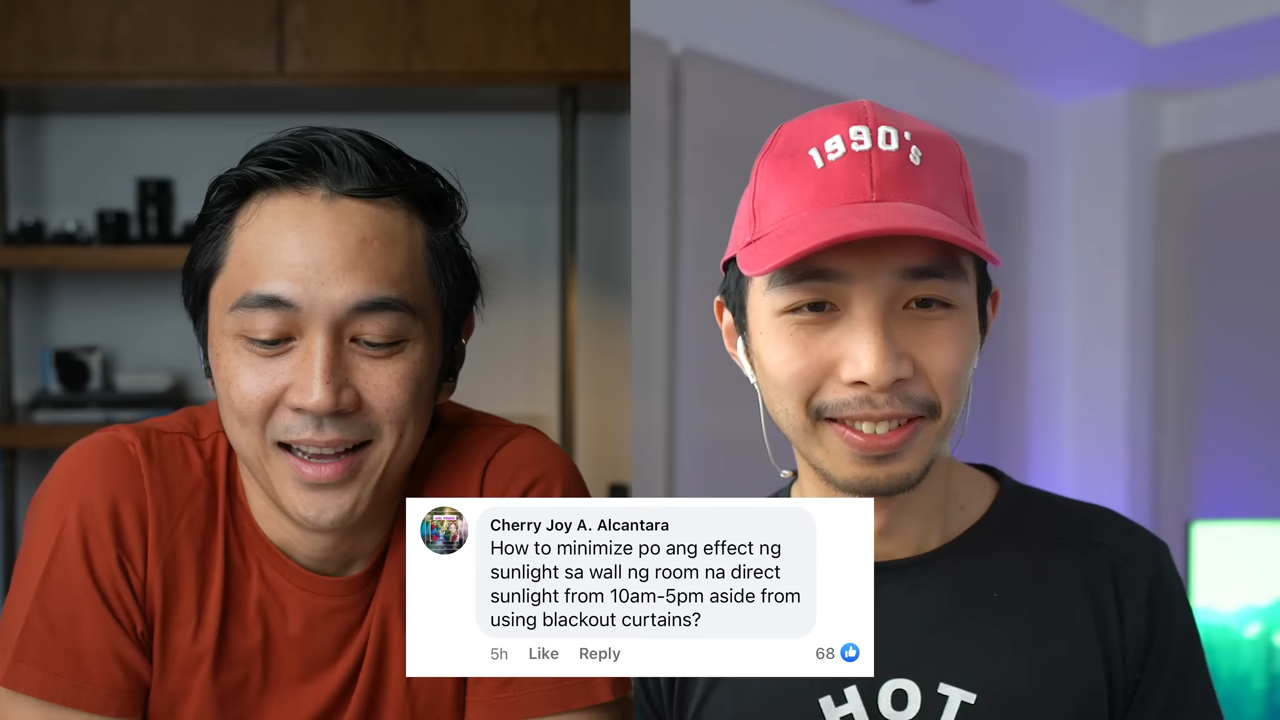 1990's
Cherry Joy A. Alcantara
How to minimize po ang effect ng
sunlight sa wall ng room na direct
sunlight from 10am-5pm aside from
using blackout curtains?
5h Like Reply 68
HOT